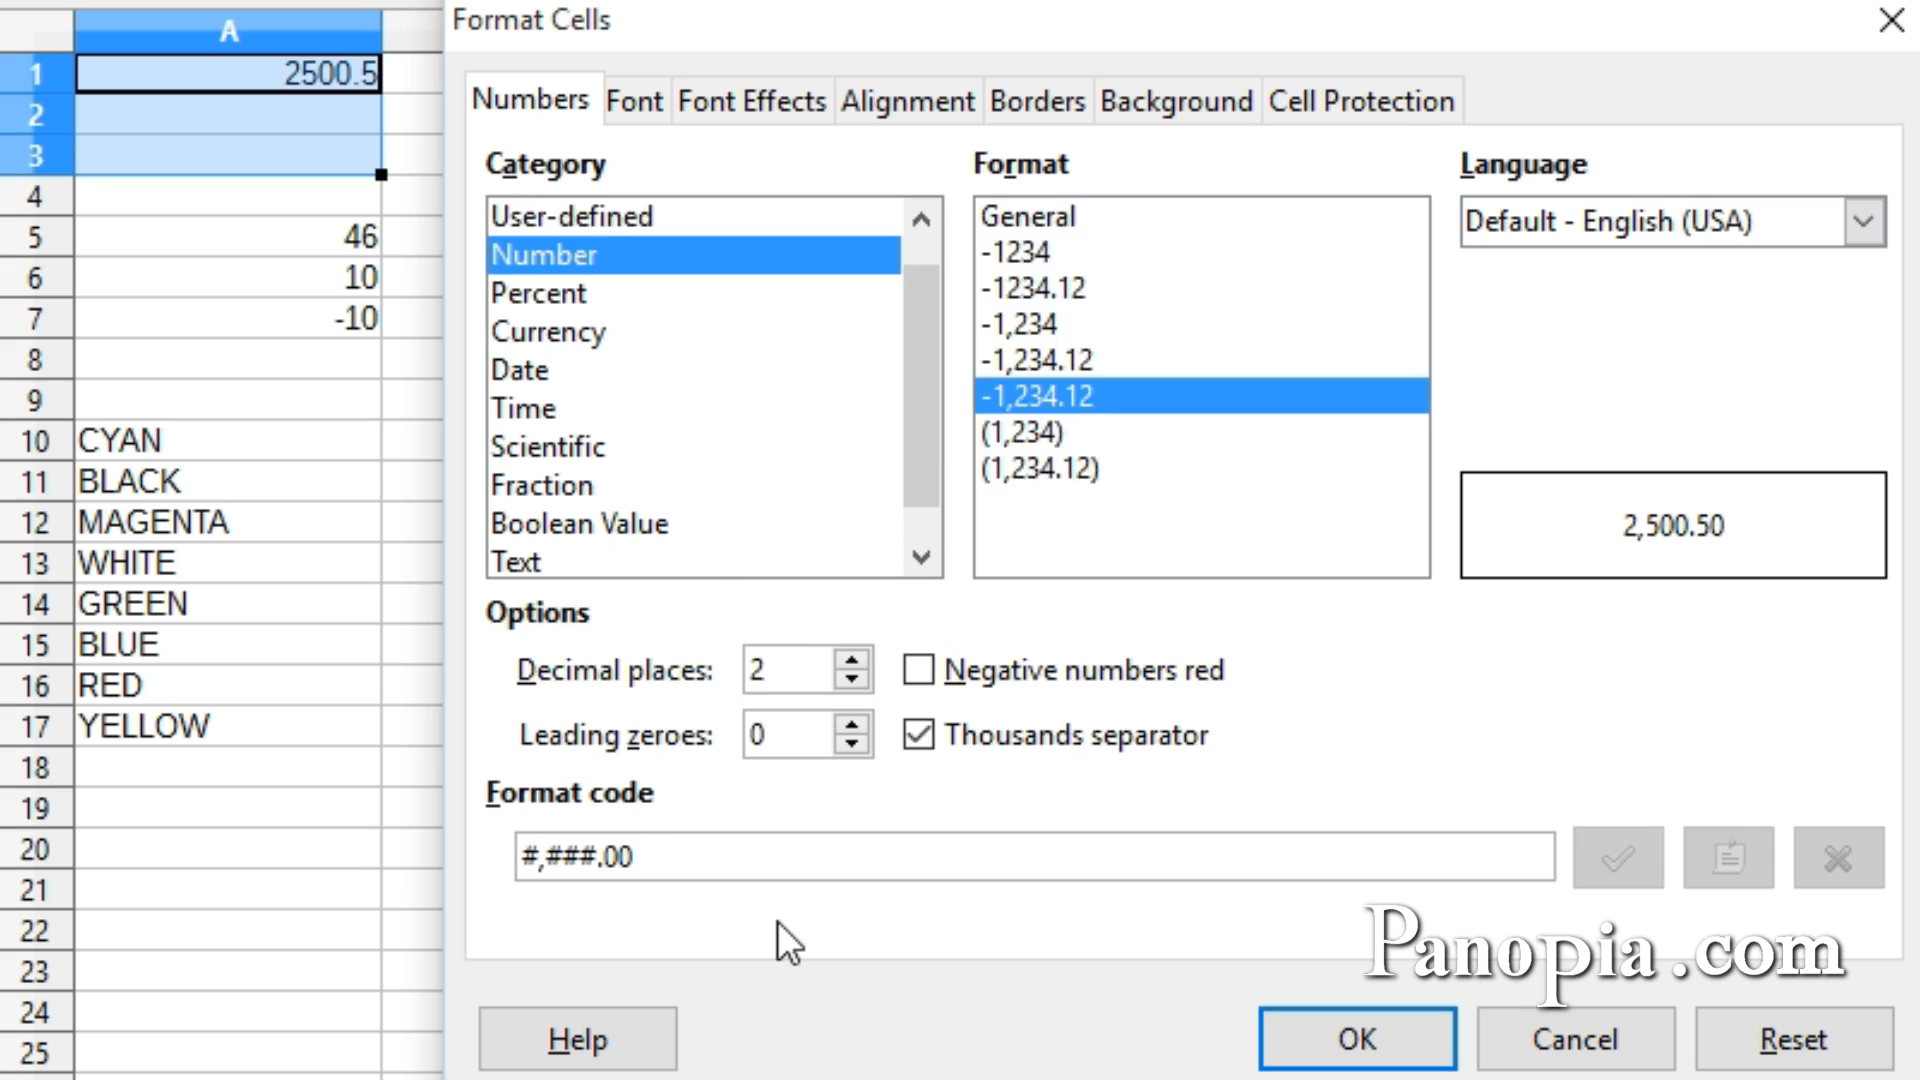 A
1 2500.5
2
3
4
5 46
6 10
7 -10
8
9
10 CYAN
11 BLACK
12 MAGENTA
13 WHITE
14 GREEN
15 BLUE
16 RED
17 YELLOW
18
19
20
21
22
23
24
25
Format Cells
Numbers Font Font Effects Alignment Borders Background Cell Protection
Category
User-defined
Number
Percent
Currency
Date
Time
Scientific
Fraction
Boolean Value
Text
Format
General
-1234
-1234.12
-1,234
-1,234.12
-1,234.12
(1,234)
(1,234.12)
Language
Default - English (USA)
2,500.50
Options
Decimal places: 2 Negative numbers red
Leading zeroes: 0 Thousands separator
Format code
#,###.00
Panopia.com
Help OK Cancel Reset